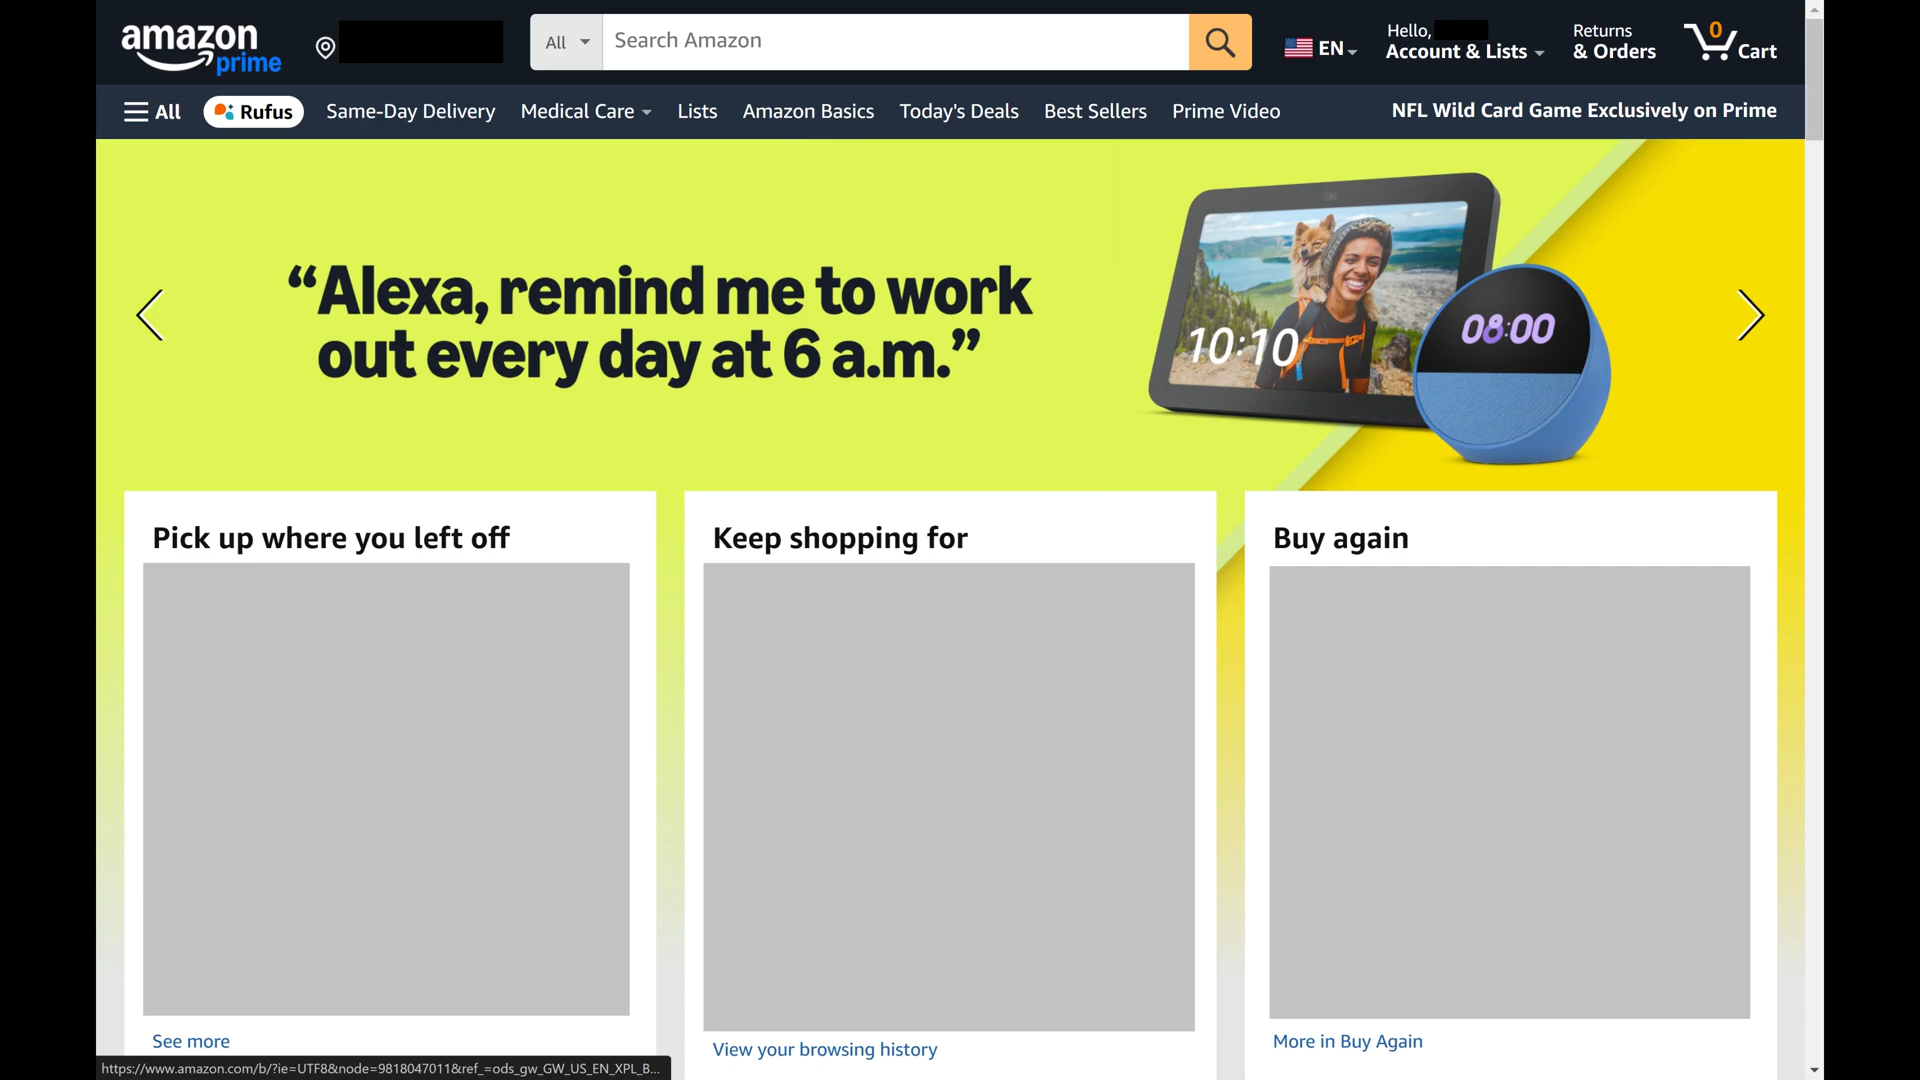 amazon
prime
All
Search Amazon
EN
Hello,
Account & Lists
Returns
& Orders
0
Cart
All
Rufus
Same-Day Delivery
Medical Care
Lists
Amazon Basics
Today's Deals
Best Sellers
Prime Video
NFL Wild Card Game Exclusively on Prime
“Alexa, remind me to work
out every day at 6 a.m.”
10:10
08:00
Pick up where you left off
Keep shopping for
Buy again
See more
View your browsing history
More in Buy Again
https://www.amazon.com/b/?ie=UTF8&node=9818047011&ref_=ods_gw_GW_US_EN_XPL_B...